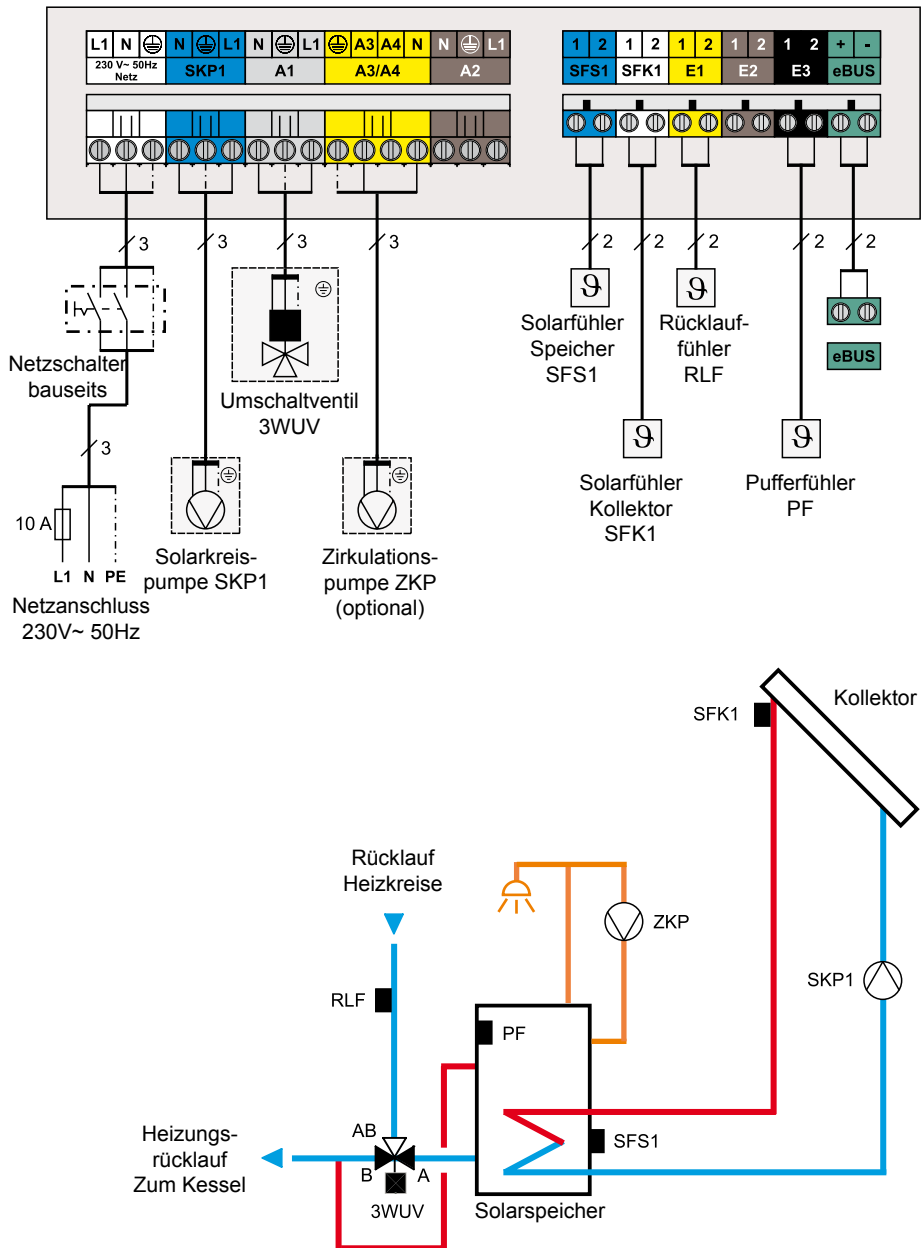 L1 N N L1 N L1 A3 A4 N N L1
230 V~ 50Hz
Netz
SKP1 A1 A3/A4 A2
1 2 1 2 1 2 1 2 1 2 + -
SFS1 SFK1 E1 E2 E3 eBUS
3 3 3 3 2 2 2 2 2
Netzschalter
bauseits
3
10 A
L1 N PE
Netzanschluss
230V~ 50Hz
Solarkreis-
pumpe SKP1
Umschaltventil
3WUV
Zirkulations-
pumpe ZKP
(optional)
ϑ
Solarfühler
Speicher
SFS1
ϑ
Rücklauf-
fühler
RLF
eBUS
ϑ
Solarfühler
Kollektor
SFK1
ϑ
Pufferfühler
PF
Kollektor
SFK1
Rücklauf
Heizkreise
ZKP
SKP1
RLF
PF
AB
SFS1
Heizungs-
rücklauf
Zum Kessel
B A
3WUV
Solarspeicher